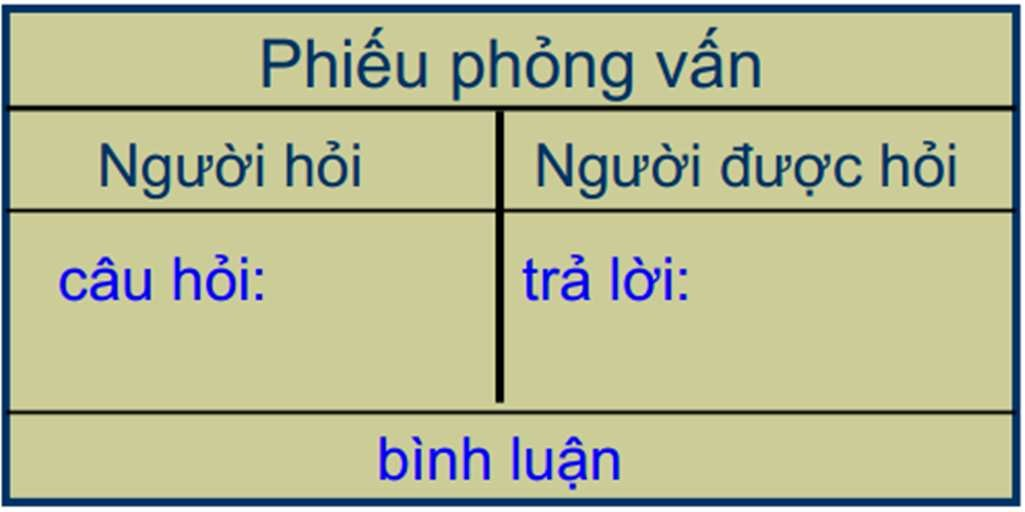 Phiếu phỏng vấn
Người hỏi
Người được hỏi
câu hỏi:
trả lời:
bình luận